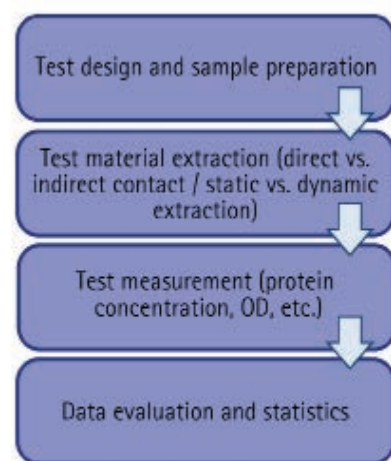 Test design and sample preparation
Test material extraction (direct vs.
indirect contact / static vs. dynamic
extraction)
Test measurement (protein
concentration, OD, etc.)
Data evaluation and statistics